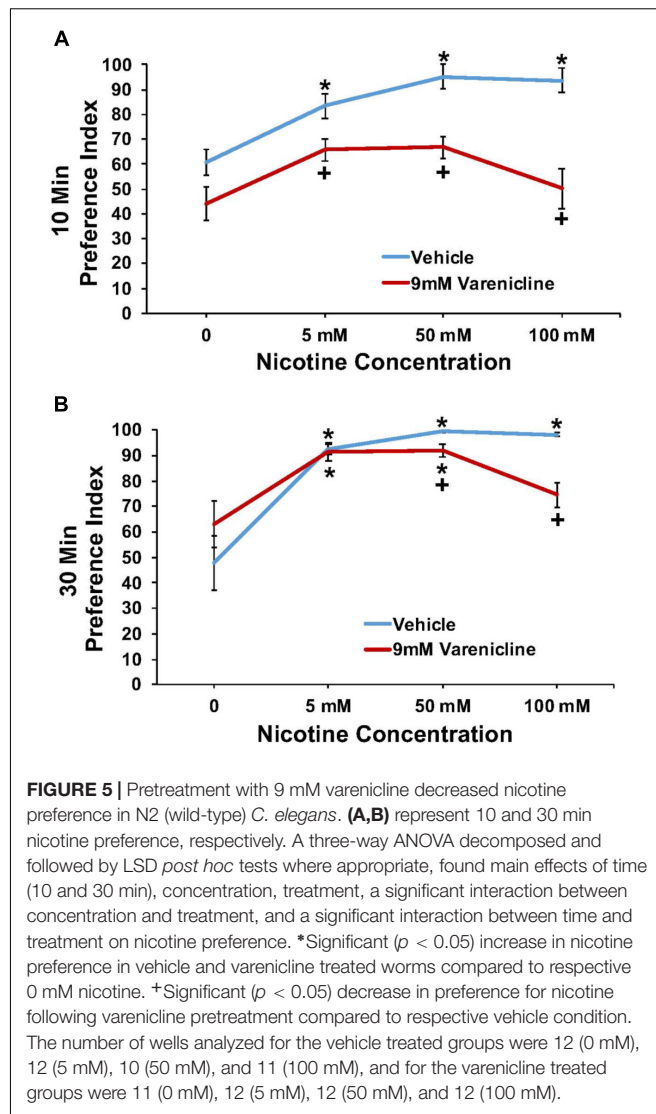 A
10 Min
Preference Index
100
90
80
70
60
50
40
30
20
10
0
*
*
*
+
+
+
Vehicle
9mM Varenicline
0
5 mM
50 mM
100 mM
Nicotine Concentration
B
30 Min
Preference Index
100
90
80
70
60
50
40
30
20
10
0
*
*
*
*
*
+
+
Vehicle
9mM Varenicline
0
5 mM
50 mM
100 mM
Nicotine Concentration
FIGURE 5 | Pretreatment with 9 mM varenicline decreased nicotine
preference in N2 (wild-type) C. elegans. (A,B) represent 10 and 30 min
nicotine preference, respectively. A three-way ANOVA decomposed and
followed by LSD post hoc tests where appropriate, found main effects of time
(10 and 30 min), concentration, treatment, a significant interaction between
concentration and treatment, and a significant interaction between time and
treatment on nicotine preference. *Significant (p < 0.05) increase in nicotine
preference in vehicle and varenicline treated worms compared to respective
0 mM nicotine. +Significant (p < 0.05) decrease in preference for nicotine
following varenicline pretreatment compared to respective vehicle condition.
The number of wells analyzed for the vehicle treated groups were 12 (0 mM),
12 (5 mM), 10 (50 mM), and 11 (100 mM), and for the varenicline treated
groups were 11 (0 mM), 12 (5 mM), 12 (50 mM), and 12 (100 mM).